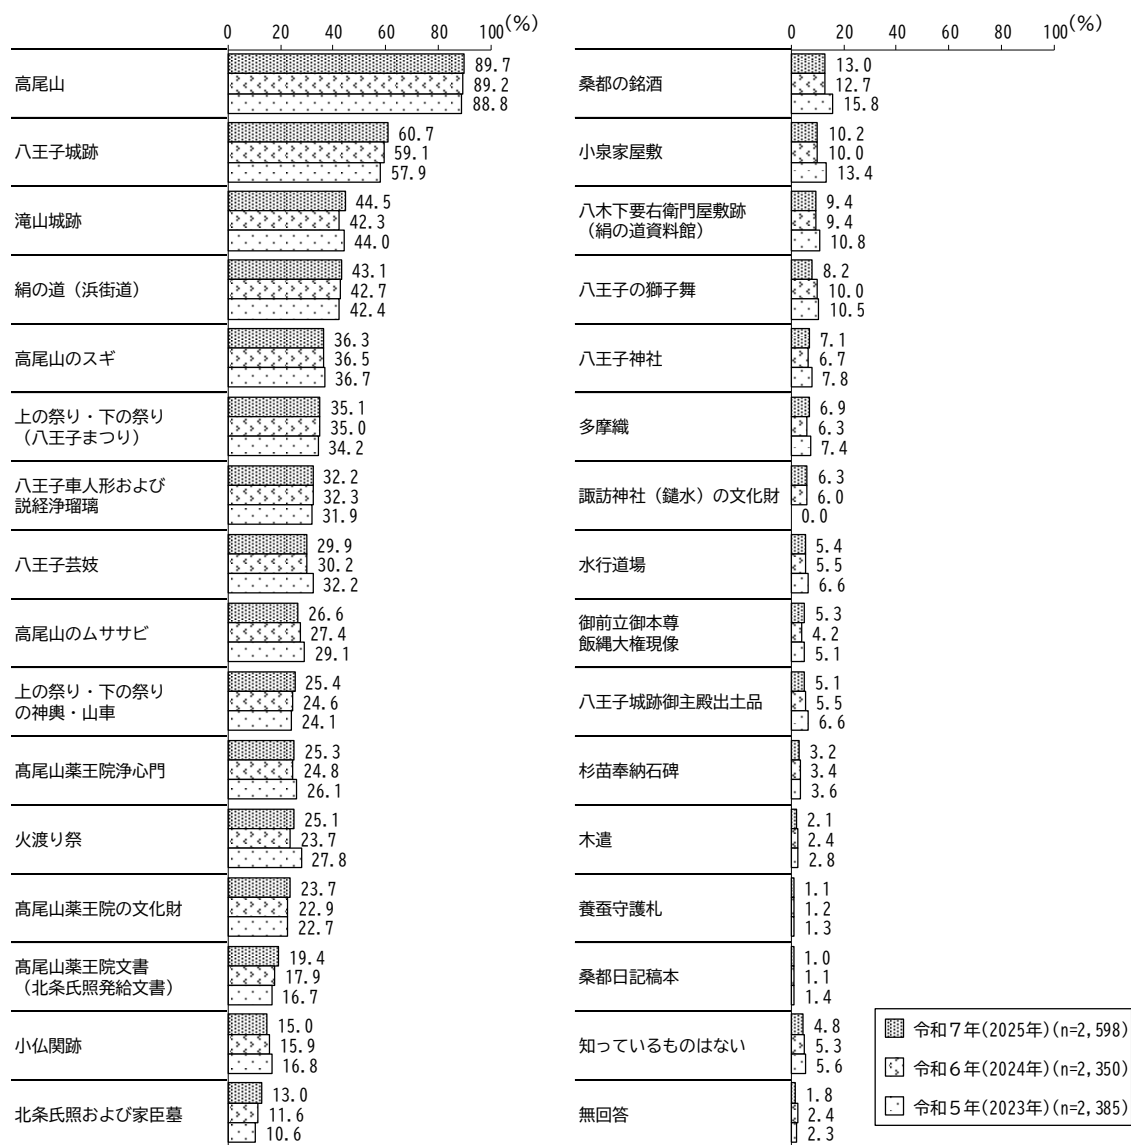 0 20 40 60 80 100(%)
高尾山 89.7 89.2 88.8
八王子城跡 60.7 59.1 57.9
滝山城跡 44.5 42.3 44.0
絹の道（浜街道） 43.1 42.7 42.4
高尾山のスギ 36.3 36.5 36.7
上の祭り・下の祭り
（八王子まつり） 35.1 35.0 34.2
八王子車人形および
説経浄瑠璃 32.2 32.3 31.9
八王子芸妓 29.9 30.2 32.2
高尾山のムササビ 26.6 27.4 29.1
上の祭り・下の祭り
の神輿・山車 25.4 24.6 24.1
髙尾山薬王院浄心門 25.3 24.8 26.1
火渡り祭 25.1 23.7 27.8
髙尾山薬王院の文化財 23.7 22.9 22.7
髙尾山薬王院文書
（北条氏照発給文書） 19.4 17.9 16.7
小仏関跡 15.0 15.9 16.8
北条氏照および家臣墓 13.0 11.6 10.6
0 20 40 60 80 100(%)
桑都の銘酒 13.0 12.7 15.8
小泉家屋敷 10.2 10.0 13.4
八木下要右衛門屋敷跡
（絹の道資料館） 9.4 9.4 10.8
八王子の獅子舞 8.2 10.0 10.5
八王子神社 7.1 6.7 7.8
多摩織 6.9 6.3 7.4
諏訪神社（鑓水）の文化財 6.3 6.0 0.0
水行道場 5.4 5.5 6.6
御前立御本尊
飯縄大権現像 5.3 4.2 5.1
八王子城跡御主殿出土品 5.1 5.5 6.6
杉苗奉納石碑 3.2 3.4 3.6
木遣 2.1 2.4 2.8
養蚕守護札 1.1 1.2 1.3
桑都日記稿本 1.0 1.1 1.4
知っているものはない 4.8 5.3 5.6
無回答 1.8 2.4 2.3
令和７年(2025年)(n=2,598)
令和６年(2024年)(n=2,350)
令和５年(2023年)(n=2,385)